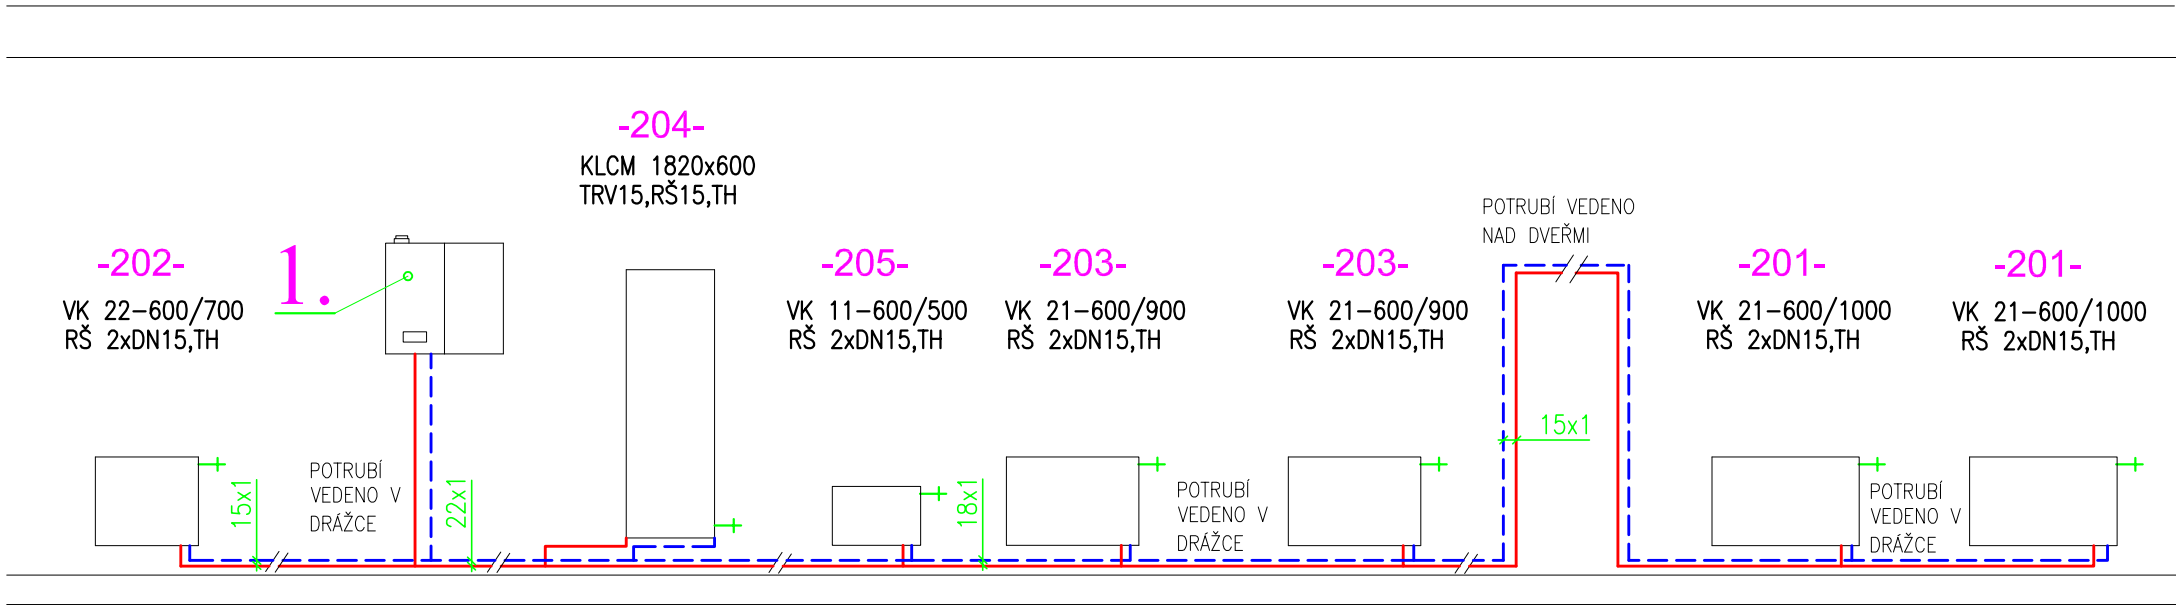 -204-
KLCM 1820x600
TRV15,RŠ15,TH
POTRUBÍ VEDENO
NAD DVEŘMI
-202-
VK 22-600/700
RŠ 2xDN15,TH
1.
-205-
VK 11-600/500
RŠ 2xDN15,TH
-203-
VK 21-600/900
RŠ 2xDN15,TH
-203-
VK 21-600/900
RŠ 2xDN15,TH
-201-
VK 21-600/1000
RŠ 2xDN15,TH
-201-
VK 21-600/1000
RŠ 2xDN15,TH
15x1
15x1
POTRUBÍ
VEDENO V
DRÁŽCE
22x1
18x1
POTRUBÍ
VEDENO V
DRÁŽCE
POTRUBÍ
VEDENO V
DRÁŽCE